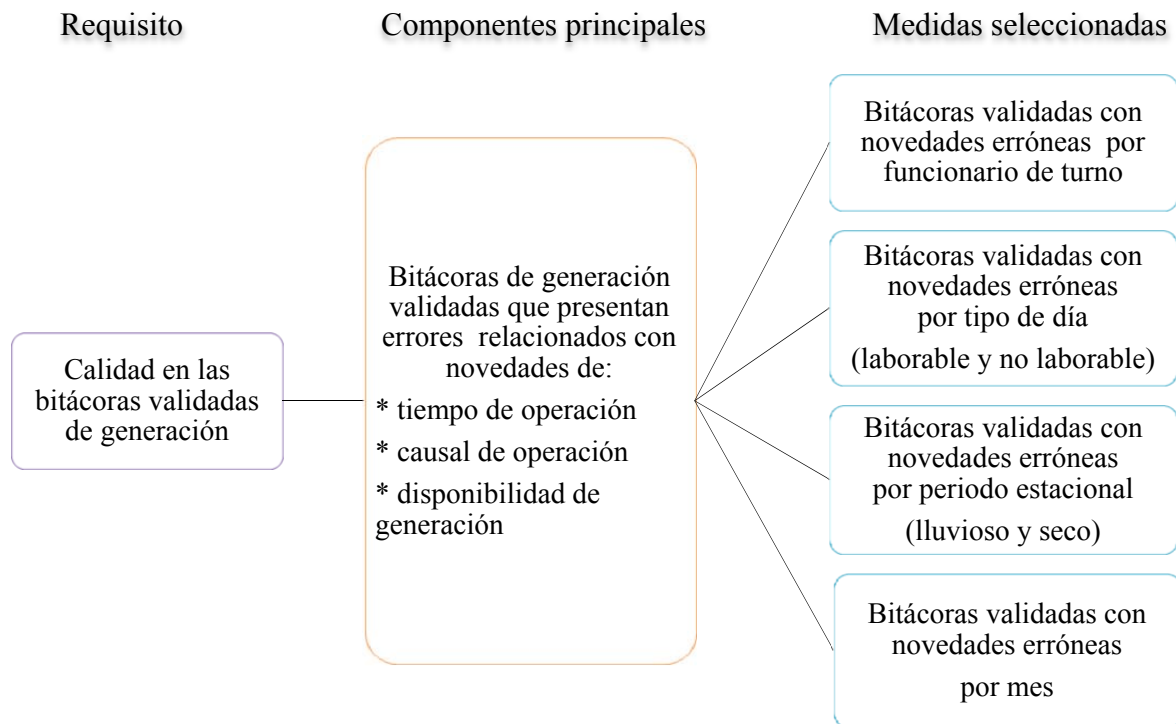 Requisito
Componentes principales
Medidas seleccionadas
Calidad en las
bitácoras validadas
de generación
Bitácoras de generación
validadas que presentan
errores relacionados con
novedades de:
* tiempo de operación
* causal de operación
* disponibilidad de
generación
Bitácoras validadas con
novedades erróneas por
funcionario de turno
Bitácoras validadas con
novedades erróneas
por tipo de día
(laborable y no laborable)
Bitácoras validadas con
novedades erróneas
por periodo estacional
(lluvioso y seco)
Bitácoras validadas con
novedades erróneas
por mes